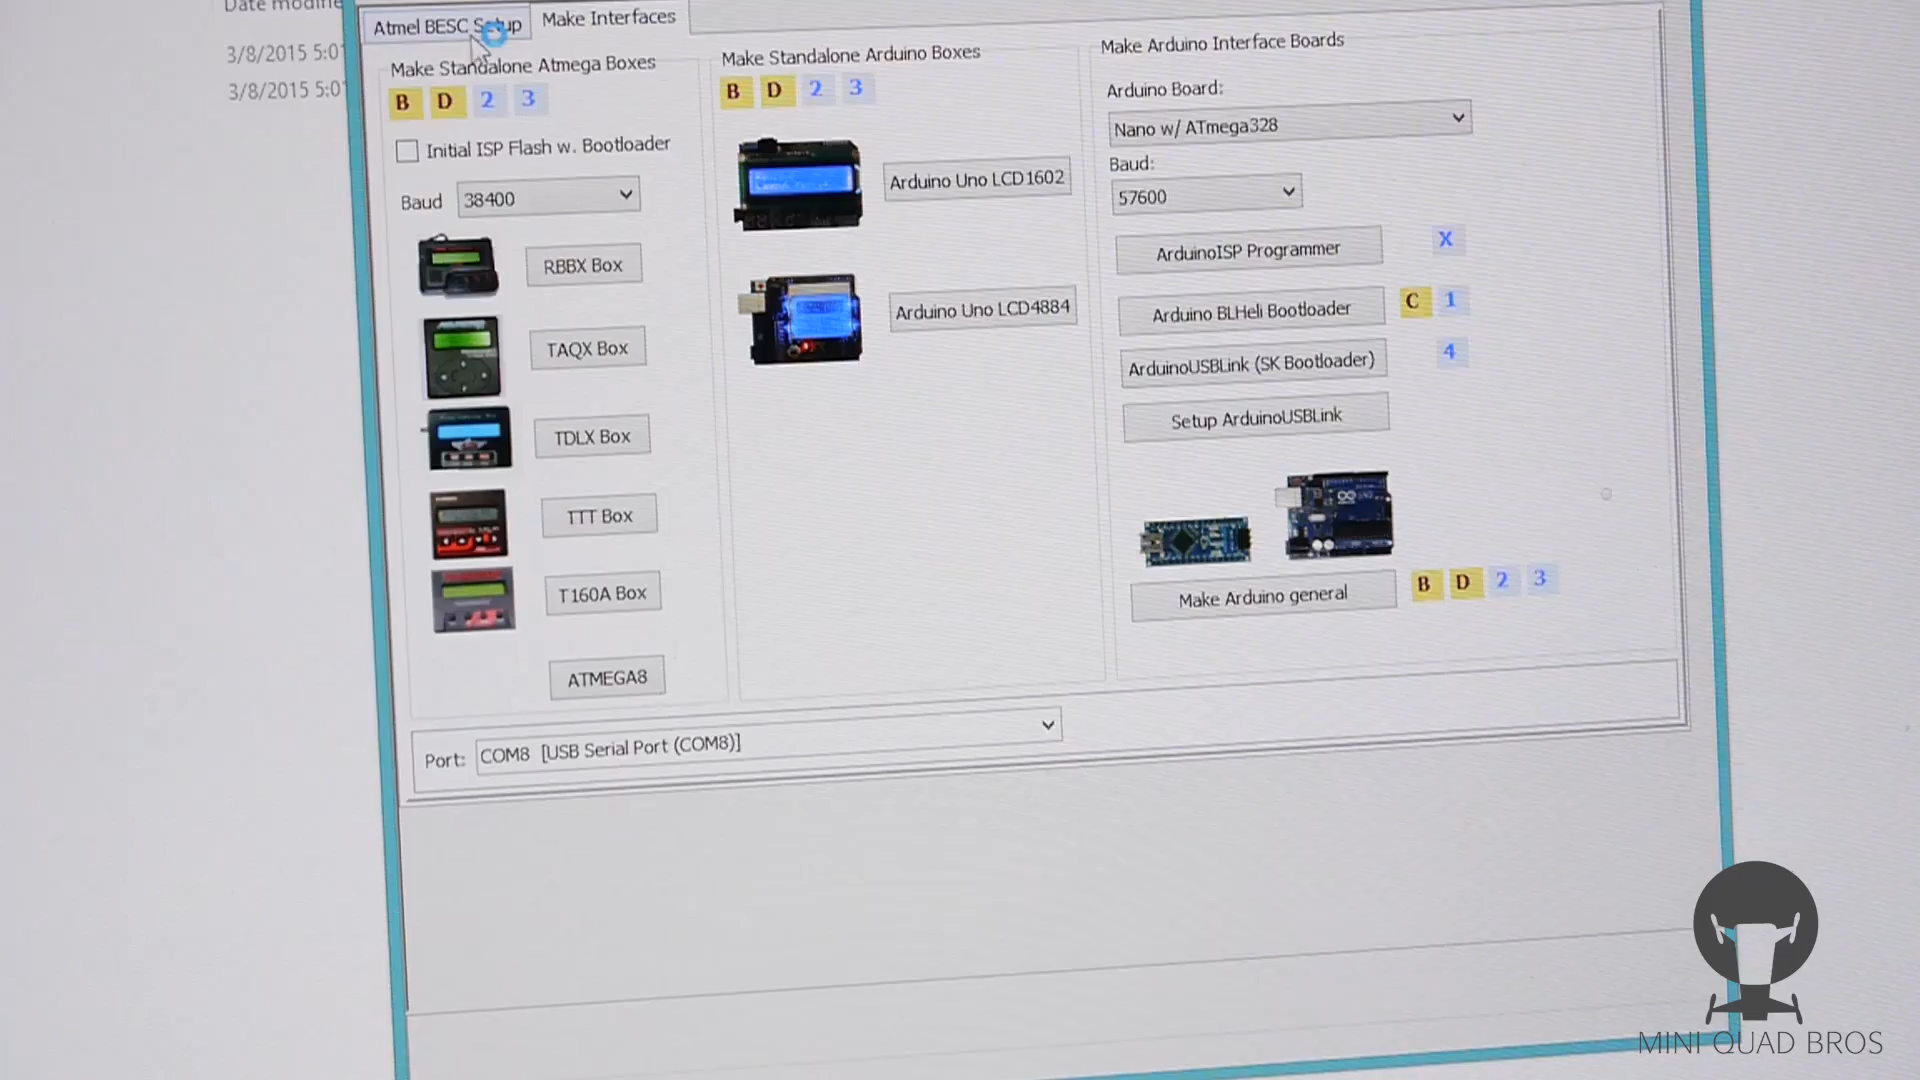 Date modifie
3/8/2015 5:01
3/8/2015 5:01
Atmel BESC Setup
Make Interfaces
Make Standalone Atmega Boxes
B D 2 3
Initial ISP Flash w. Bootloader
Baud 38400
RBBX Box
TAQX Box
TDLX Box
TTT Box
T160A Box
ATMEGA8
Make Standalone Arduino Boxes
B D 2 3
Arduino Uno LCD1602
Arduino Uno LCD4884
Make Arduino Interface Boards
Arduino Board:
Nano w/ ATmega328
Baud:
57600
ArduinoISP Programmer X
Arduino BLHeli Bootloader C 1
ArduinoUSBLink (SK Bootloader) 4
Setup ArduinoUSBLink
Make Arduino general B D 2 3
Port: COM8 [USB Serial Port (COM8)]
MINI QUAD BROS